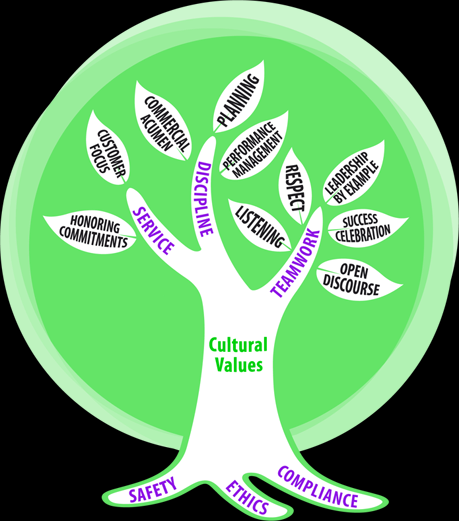 PLANNING
COMMERCIAL
ACUMEN
PERFORMANCE
MANAGEMENT
CUSTOMER
FOCUS
DISCIPLINE
RESPECT
LEADERSHIP
BY EXAMPLE
HONORING
COMMITMENTS
SERVICE
LISTENING
TEAMWORK
SUCCESS
CELEBRATION
OPEN
DISCOURSE
Cultural
Values
SAFETY
ETHICS
COMPLIANCE